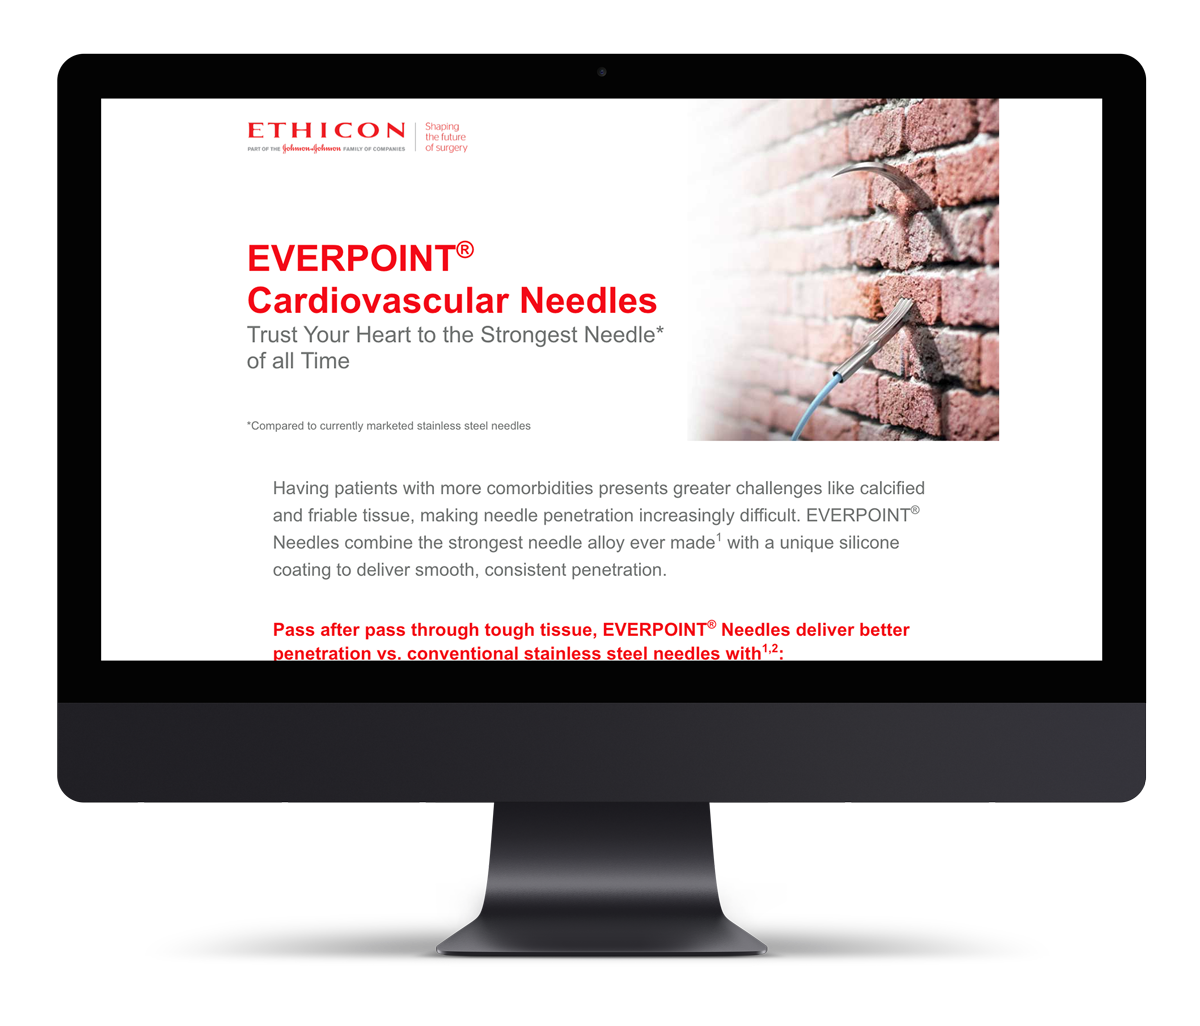 ETHICON
PART OF THE Johnson & Johnson FAMILY OF COMPANIES
Shaping
the future
of surgery
EVERPOINT®
Cardiovascular Needles
Trust Your Heart to the Strongest Needle*
of all Time
*Compared to currently marketed stainless steel needles
Having patients with more comorbidities presents greater challenges like calcified
and friable tissue, making needle penetration increasingly difficult. EVERPOINT®
Needles combine the strongest needle alloy ever made¹ with a unique silicone
coating to deliver smooth, consistent penetration.
Pass after pass through tough tissue, EVERPOINT® Needles deliver better
penetration vs. conventional stainless steel needles with¹,²: